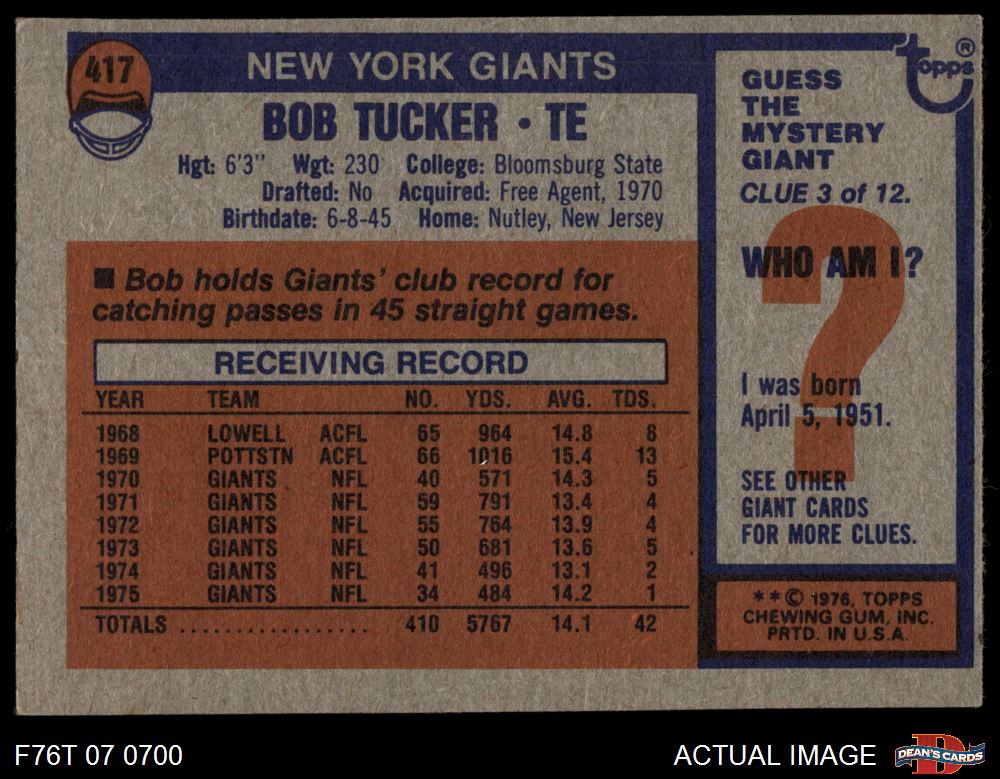 417
NEW YORK GIANTS
BOB TUCKER • TE
Hgt: 6'3" Wgt: 230 College: Bloomsburg State
Drafted: No Acquired: Free Agent, 1970
Birthdate: 6-8-45 Home: Nutley, New Jersey
■ Bob holds Giants' club record for
catching passes in 45 straight games.
RECEIVING RECORD
YEAR TEAM NO. YDS. AVG. TDS.
1968 LOWELL ACFL 65 964 14.8 8
1969 POTTSTN ACFL 66 1016 15.4 13
1970 GIANTS NFL 40 571 14.3 5
1971 GIANTS NFL 59 791 13.4 4
1972 GIANTS NFL 55 764 13.9 4
1973 GIANTS NFL 50 681 13.6 5
1974 GIANTS NFL 41 496 13.1 2
1975 GIANTS NFL 34 484 14.2 1
TOTALS .................. 410 5767 14.1 42
topps ®
GUESS
THE
MYSTERY
GIANT
CLUE 3 of 12.
WHO AM I?
?
I was born
April 5, 1951.
SEE OTHER
GIANT CARDS
FOR MORE CLUES.
**© 1976, TOPPS
CHEWING GUM, INC.
PRTD. IN U.S.A.
F76T 07 0700
ACTUAL IMAGE
D
DEAN'S CARDS